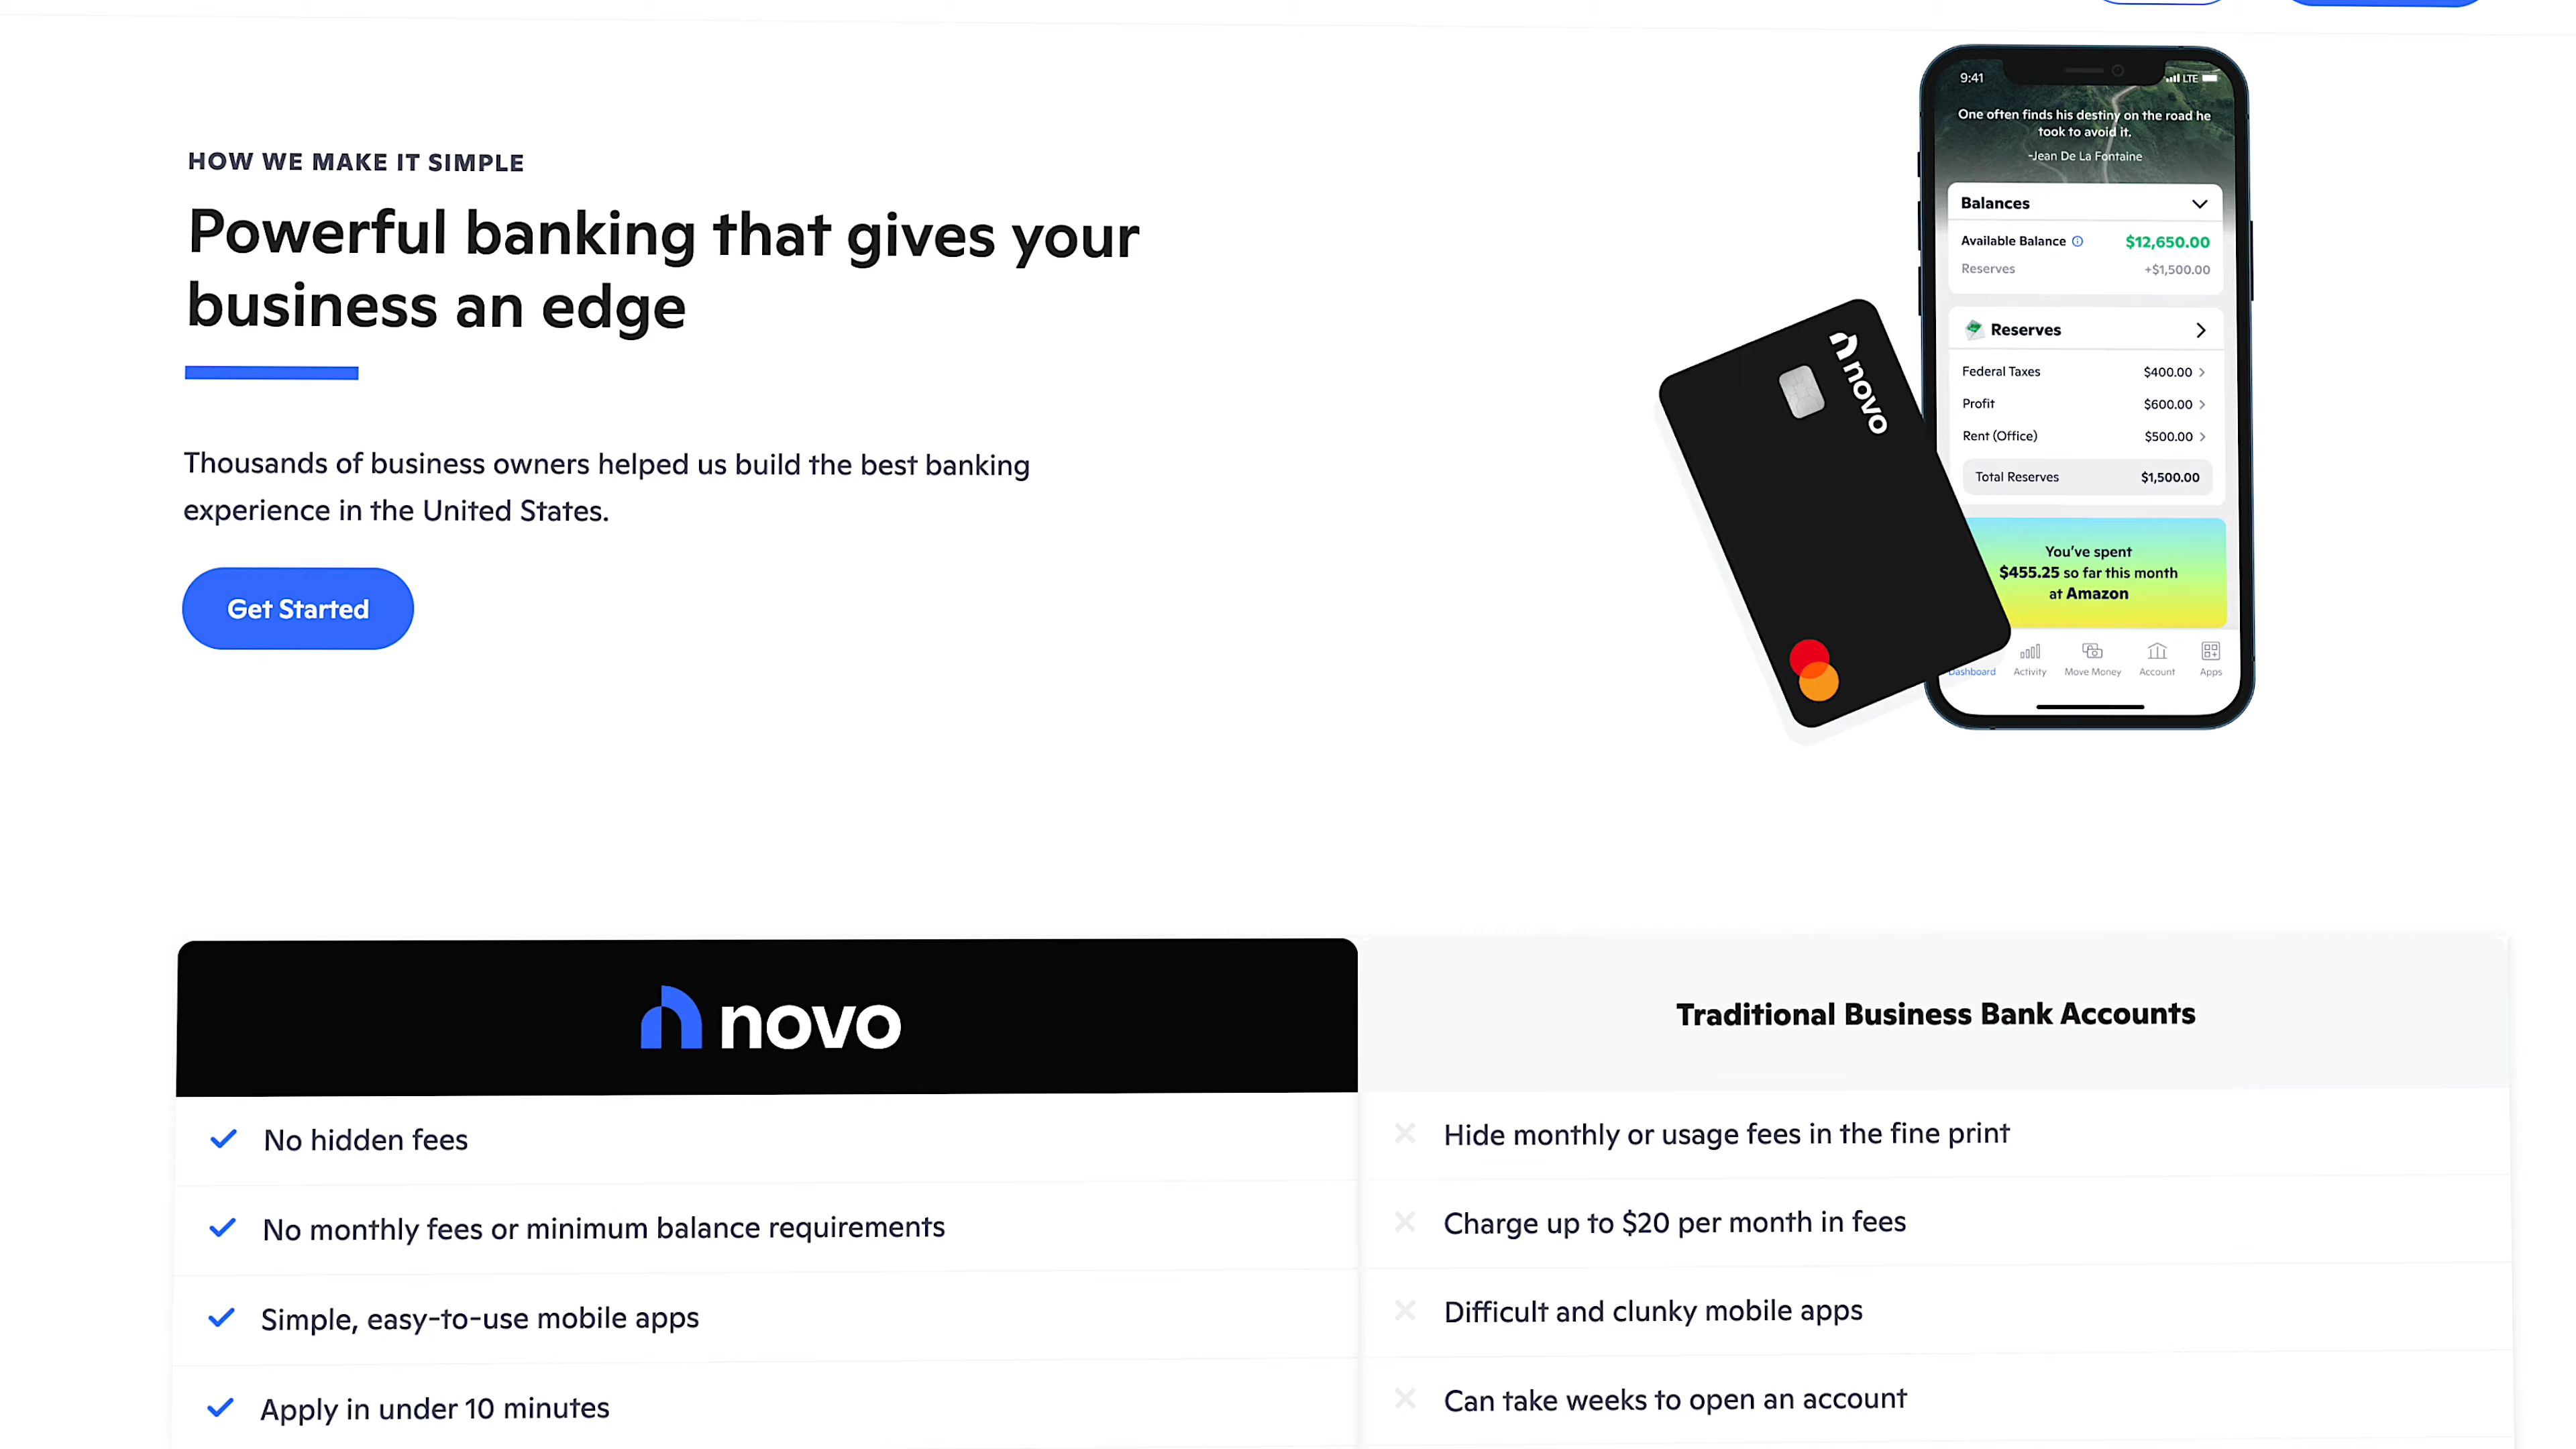 HOW WE MAKE IT SIMPLE
Powerful banking that gives your
business an edge
Thousands of business owners helped us build the best banking
experience in the United States.
Get Started
novo
9:41
LTE
One often finds his destiny on the road he
took to avoid it.
-Jean De La Fontaine
Balances
Available Balance $12,650.00
Reserves +$1,500.00
Reserves
Federal Taxes $400.00
Profit $600.00
Rent (Office) $500.00
Total Reserves $1,500.00
You've spent
$455.25 so far this month
at Amazon
Dashboard Activity Move Money Account Apps
novo
Traditional Business Bank Accounts
No hidden fees
Hide monthly or usage fees in the fine print
No monthly fees or minimum balance requirements
Charge up to $20 per month in fees
Simple, easy-to-use mobile apps
Difficult and clunky mobile apps
Apply in under 10 minutes
Can take weeks to open an account